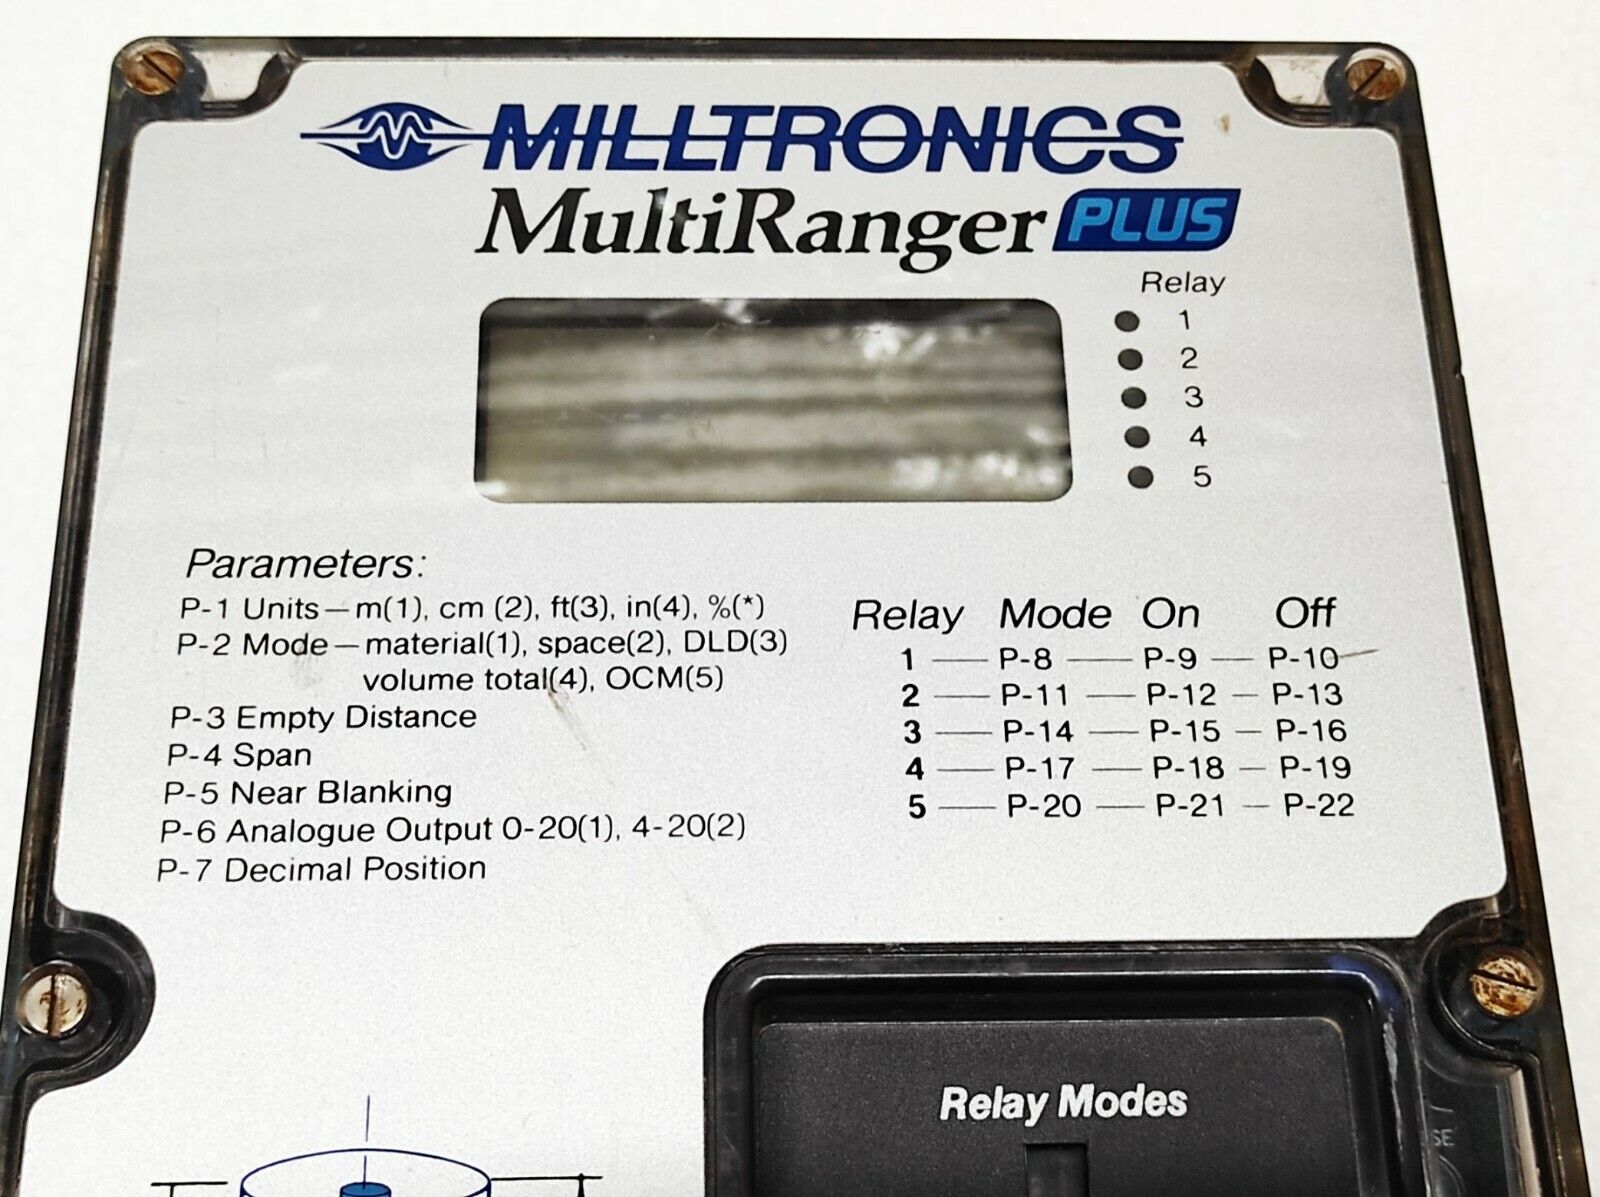 MILLTRONICS
MultiRanger PLUS
Relay
1
2
3
4
5
Parameters:
P-1 Units—m(1), cm (2), ft(3), in(4), %(*)
P-2 Mode—material(1), space(2), DLD(3)
volume total(4), OCM(5)
P-3 Empty Distance
P-4 Span
P-5 Near Blanking
P-6 Analogue Output 0-20(1), 4-20(2)
P-7 Decimal Position
Relay Mode On Off
1 — P-8 — P-9 — P-10
2 — P-11 — P-12 — P-13
3 — P-14 — P-15 — P-16
4 — P-17 — P-18 — P-19
5 — P-20 — P-21 — P-22
Relay Modes